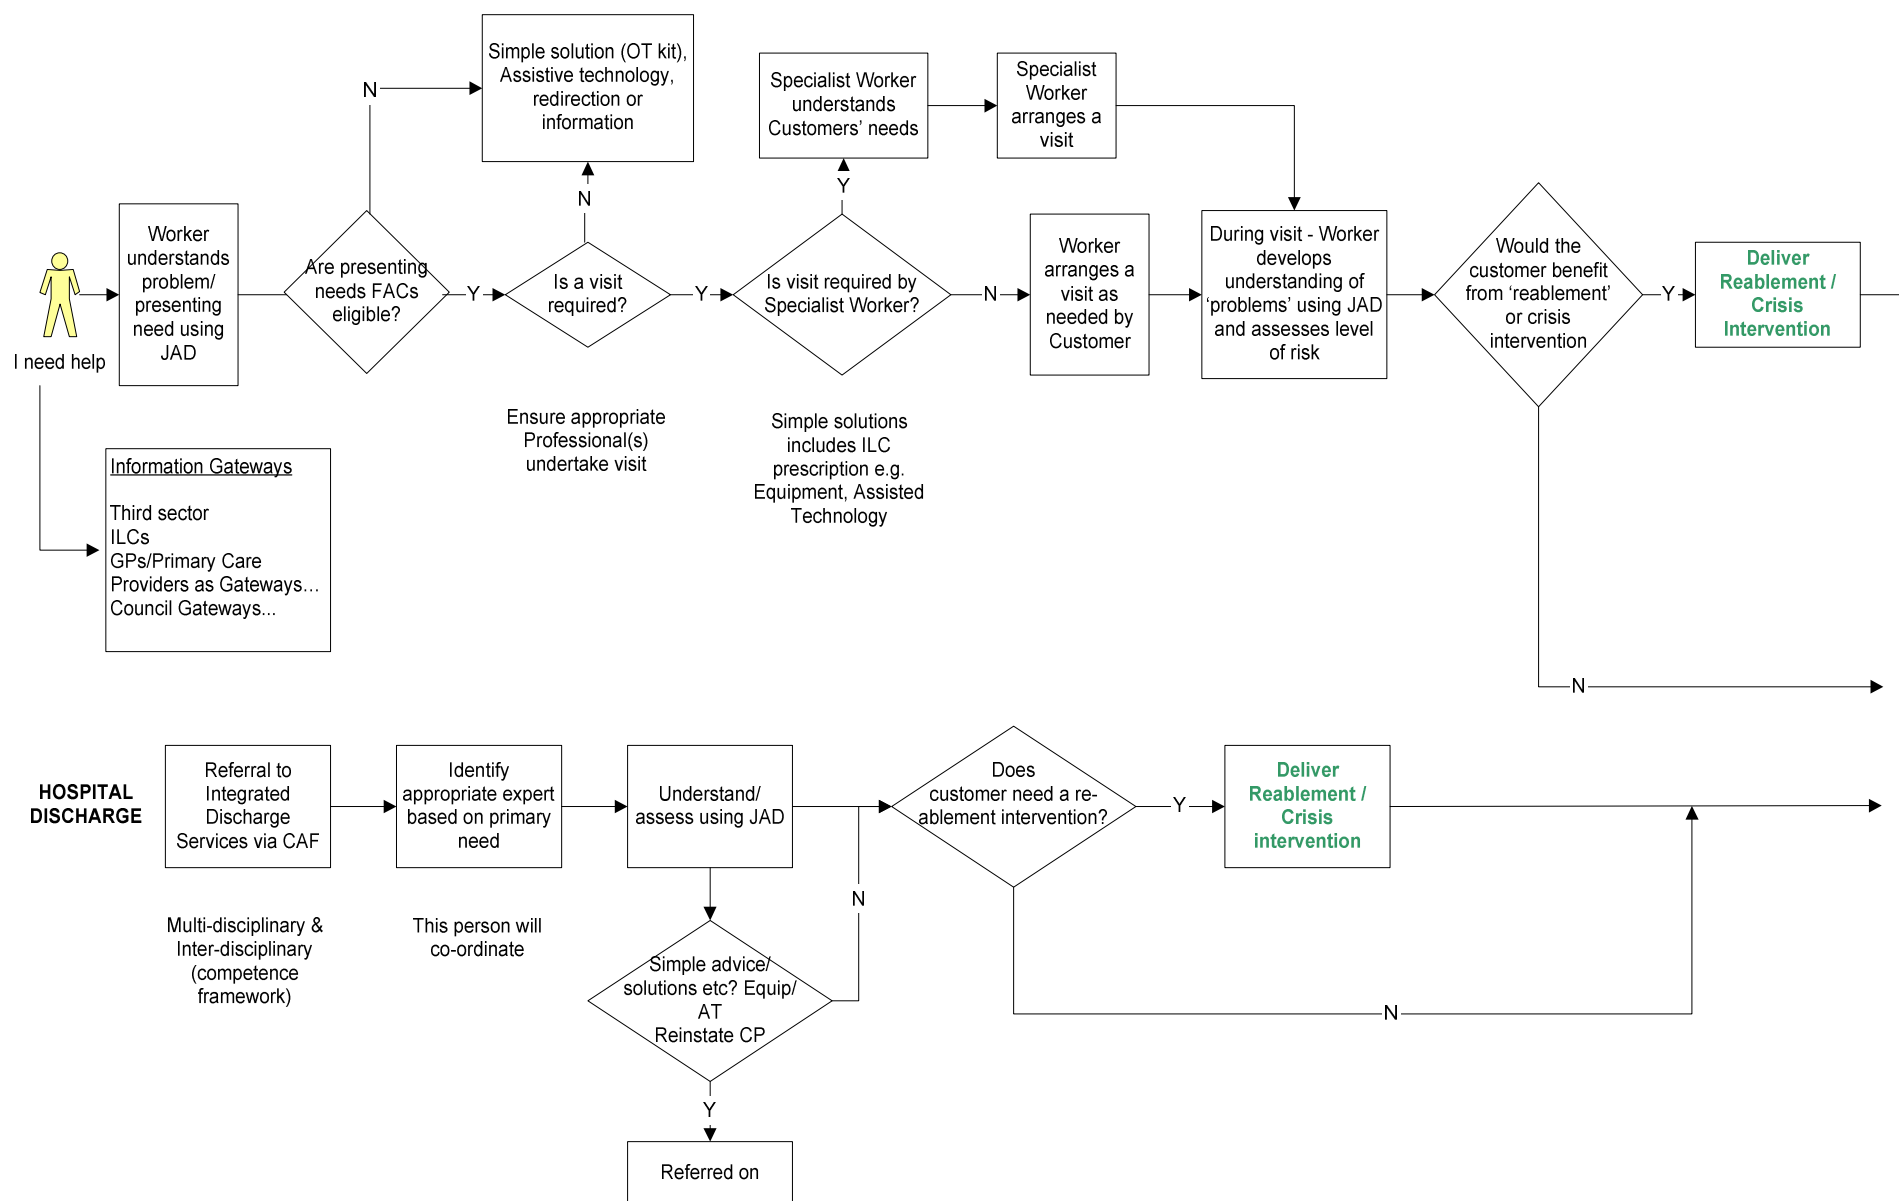 Simple solution (OT kit),
Assistive technology,
redirection or
information
Specialist Worker
understands
Customers’ needs
Specialist
Worker
arranges a
visit
N
N
Y
I need help
Worker
understands
problem/
presenting
need using
JAD
Are presenting
needs FACs
eligible?
Y
Is a visit
required?
Y
Is visit required by
Specialist Worker?
N
Worker
arranges a
visit as
needed by
Customer
During visit - Worker
develops
understanding of
‘problems’ using JAD
and assesses level
of risk
Would the
customer benefit
from ‘reablement’
or crisis
intervention
Y
Deliver
Reablement /
Crisis
Intervention
N
Ensure appropriate
Professional(s)
undertake visit
Simple solutions
includes ILC
prescription e.g.
Equipment, Assisted
Technology
Information Gateways
Third sector
ILCs
GPs/Primary Care
Providers as Gateways…
Council Gateways...
HOSPITAL
DISCHARGE
Referral to
Integrated
Discharge
Services via CAF
Identify
appropriate expert
based on primary
need
Understand/
assess using JAD
Does
customer need a re-
ablement intervention?
Y
Deliver
Reablement /
Crisis
intervention
N
N
Multi-disciplinary &
Inter-disciplinary
(competence
framework)
This person will
co-ordinate
Simple advice/
solutions etc? Equip/
AT
Reinstate CP
Y
Referred on